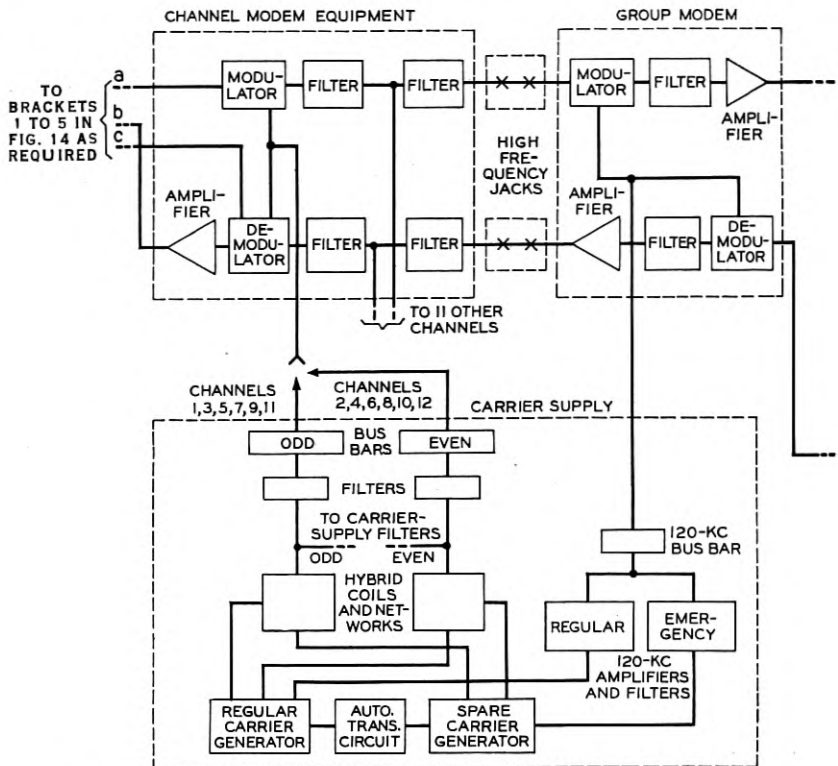 CHANNEL MODEM EQUIPMENT
GROUP MODEM
a
MODU-
LATOR
FILTER
FILTER
MODU-
LATOR
FILTER
AMPLI-
FIER
TO
BRACKETS
1 TO 5 IN
FIG. 14 AS
REQUIRED
b
c
HIGH
FRE-
QUENCY
JACKS
AMPLI-
FIER
DE-
MODU-
LATOR
FILTER
FILTER
AMPLI-
FIER
FILTER
DE-
MODU-
LATOR
TO 11 OTHER
CHANNELS
CHANNELS
1,3,5,7,9,11
CHANNELS
2,4,6,8,10,12
CARRIER SUPPLY
ODD
BUS
BARS
EVEN
FILTERS
TO CARRIER-
SUPPLY FILTERS
ODD
EVEN
120-KC
BUS BAR
HYBRID
COILS
AND NET-
WORKS
REGULAR
EMER-
GENCY
120-KC
AMPLIFIERS
AND FILTERS
REGULAR
CARRIER
GENERATOR
AUTO.
TRANS.
CIRCUIT
SPARE
CARRIER
GENERATOR